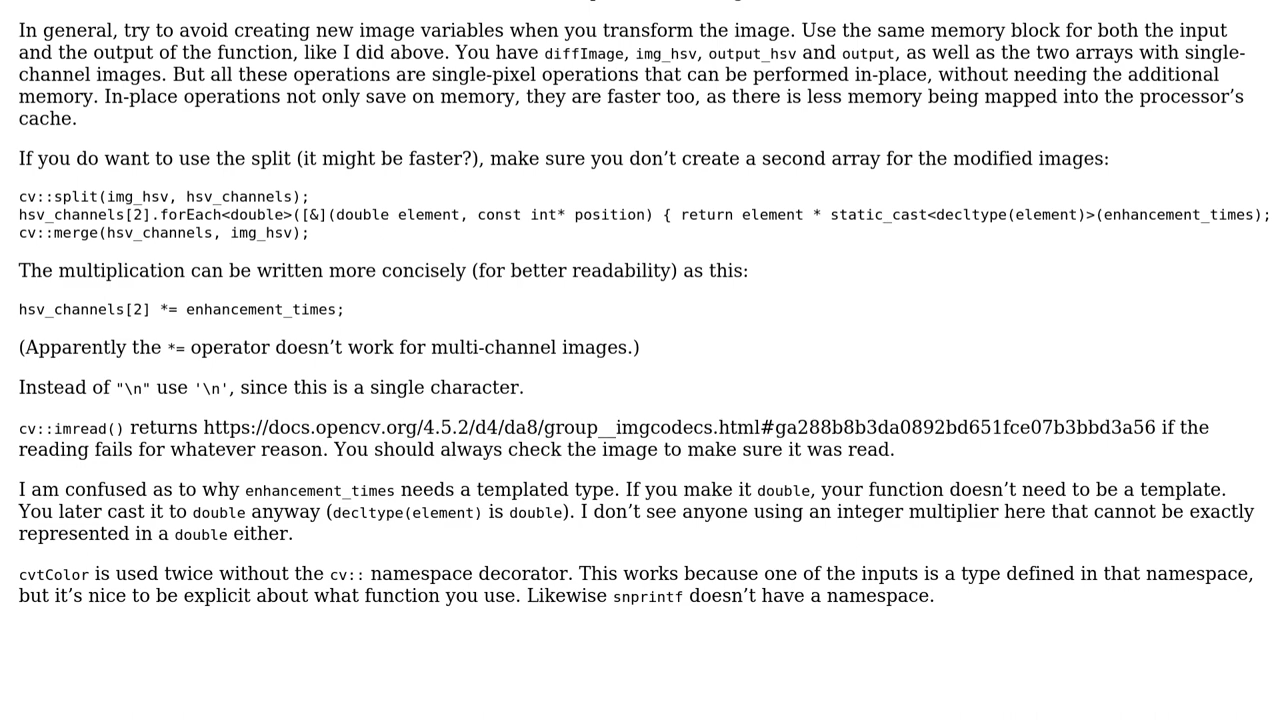 In general, try to avoid creating new image variables when you transform the image. Use the same memory block for both the input
and the output of the function, like I did above. You have diffImage, img_hsv, output_hsv and output, as well as the two arrays with single-
channel images. But all these operations are single-pixel operations that can be performed in-place, without needing the additional
memory. In-place operations not only save on memory, they are faster too, as there is less memory being mapped into the processor’s
cache.
If you do want to use the split (it might be faster?), make sure you don’t create a second array for the modified images:
cv::split(img_hsv, hsv_channels);
hsv_channels[2].forEach<double>([&](double element, const int* position) { return element * static_cast<decltype(element)>(enhancement_times);
cv::merge(hsv_channels, img_hsv);
The multiplication can be written more concisely (for better readability) as this:
hsv_channels[2] *= enhancement_times;
(Apparently the *= operator doesn’t work for multi-channel images.)
Instead of "\n" use '\n', since this is a single character.
cv::imread() returns https://docs.opencv.org/4.5.2/d4/da8/group__imgcodecs.html#ga288b8b3da0892bd651fce07b3bbd3a56 if the
reading fails for whatever reason. You should always check the image to make sure it was read.
I am confused as to why enhancement_times needs a templated type. If you make it double, your function doesn’t need to be a template.
You later cast it to double anyway (decltype(element) is double). I don’t see anyone using an integer multiplier here that cannot be exactly
represented in a double either.
cvtColor is used twice without the cv:: namespace decorator. This works because one of the inputs is a type defined in that namespace,
but it’s nice to be explicit about what function you use. Likewise snprintf doesn’t have a namespace.